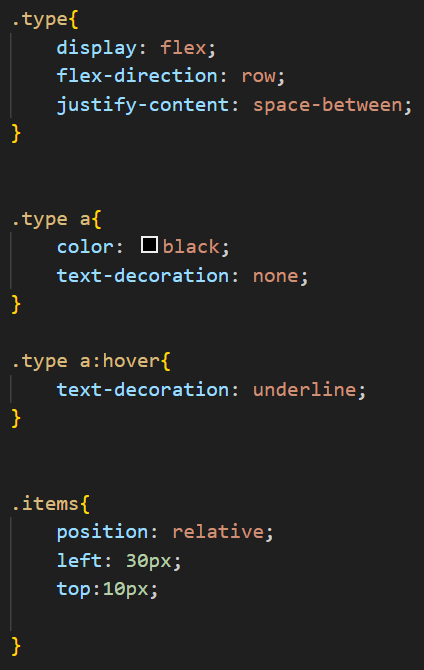 .type{
    display: flex;
    flex-direction: row;
    justify-content: space-between;
}
.type a{
    color: black;
    text-decoration: none;
}
.type a:hover{
    text-decoration: underline;
}
.items{
    position: relative;
    left: 30px;
    top:10px;
}